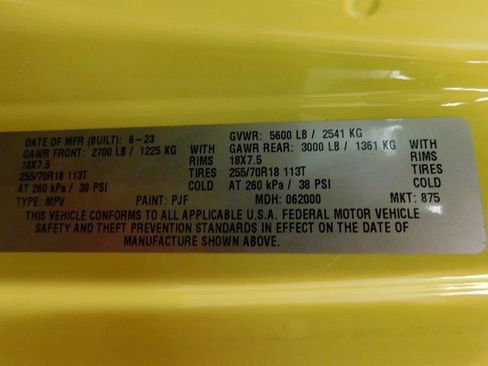 DATE OF MFR (BUILT): 6-23 GVWR: 5600 LB / 2541 KG
GAWR FRONT: 2700 LB / 1225 KG WITH GAWR REAR: 3000 LB / 1361 KG WITH
18X7.5 RIMS 18X7.5 RIMS
255/70R18 113T TIRES 255/70R18 113T TIRES
AT 260 kPa / 38 PSI COLD AT 260 kPa / 38 PSI COLD
TYPE: MPV PAINT: PJF MDH: 062000 MKT: 875
THIS VEHICLE CONFORMS TO ALL APPLICABLE U.S.A. FEDERAL MOTOR VEHICLE
SAFETY AND THEFT PREVENTION STANDARDS IN EFFECT ON THE DATE OF
MANUFACTURE SHOWN ABOVE.